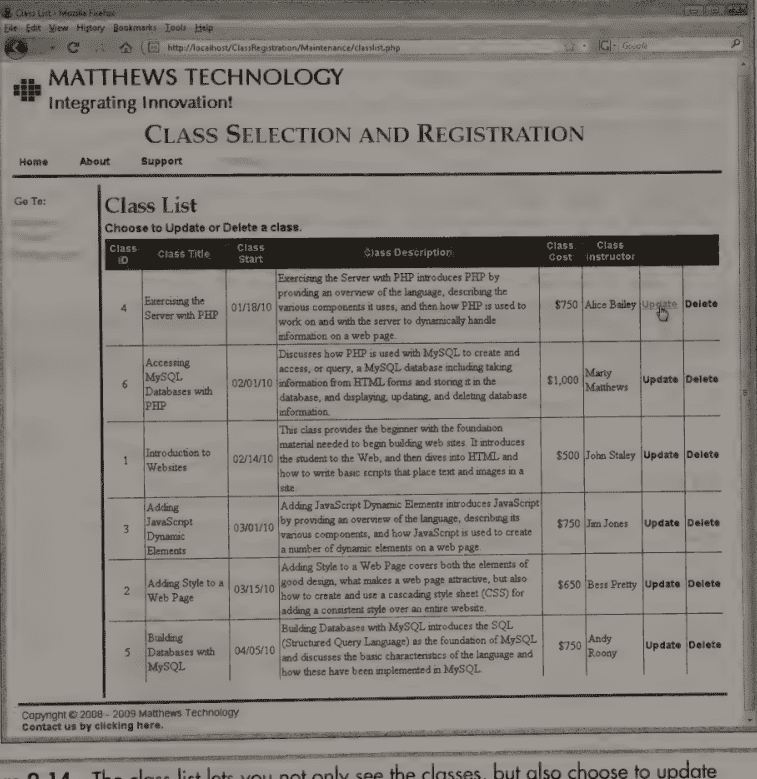 Class List - Mozilla Firefox
File Edit View History Bookmarks Tools Help
http://localhost/ClassRegistration/Maintenance/classlist.php
Google
MATTHEWS TECHNOLOGY
Integrating Innovation!
CLASS SELECTION AND REGISTRATION
Home About Support
Go To:
Class List
Choose to Update or Delete a class.
Class ID Class Title Class Start Class Description Class Cost Class Instructor
4
Exercising the
Server with PHP
01/18/10
Exercising the Server with PHP introduces PHP by
providing an overview of the language, describing the
various components it uses, and then how PHP is used to
work on and with the server to dynamically handle
information on a web page.
$750 Alice Bailey Update Delete
6
Accessing
MySQL
Databases with
PHP
02/01/10
Discusses how PHP is used with MySQL to create and
access, or query, a MySQL database including taking
information from HTML forms and storing it in the
database, and displaying, updating, and deleting database
information.
$1,000
Marty
Matthews
Update Delete
1
Introduction to
Websites
02/14/10
This class provides the beginner with the foundation
material needed to begin building web sites. It introduces
the student to the Web, and then dives into HTML and
how to write basic scripts that place text and images in a
site.
$500 John Staley Update Delete
3
Adding
JavaScript
Dynamic
Elements
03/01/10
Adding JavaScript Dynamic Elements introduces JavaScript
by providing an overview of the language, describing its
various components, and how JavaScript is used to create
a number of dynamic elements on a web page.
$750 Jim Jones Update Delete
2
Adding Style to a
Web Page
03/15/10
Adding Style to a Web Page covers both the elements of
good design, what makes a web page attractive, but also
how to create and use a cascading style sheet (CSS) for
adding a consistent style over an entire website.
$650 Bess Pretty Update Delete
5
Building
Databases with
MySQL
04/05/10
Building Databases with MySQL introduces the SQL
(Structured Query Language) as the foundation of MySQL
and discusses the basic characteristics of the language and
how these have been implemented in MySQL.
$750
Andy
Roony
Update Delete
Copyright © 2008 - 2009 Matthews Technology
Contact us by clicking here.
The class list lets you not only see the classes, but also choose to update